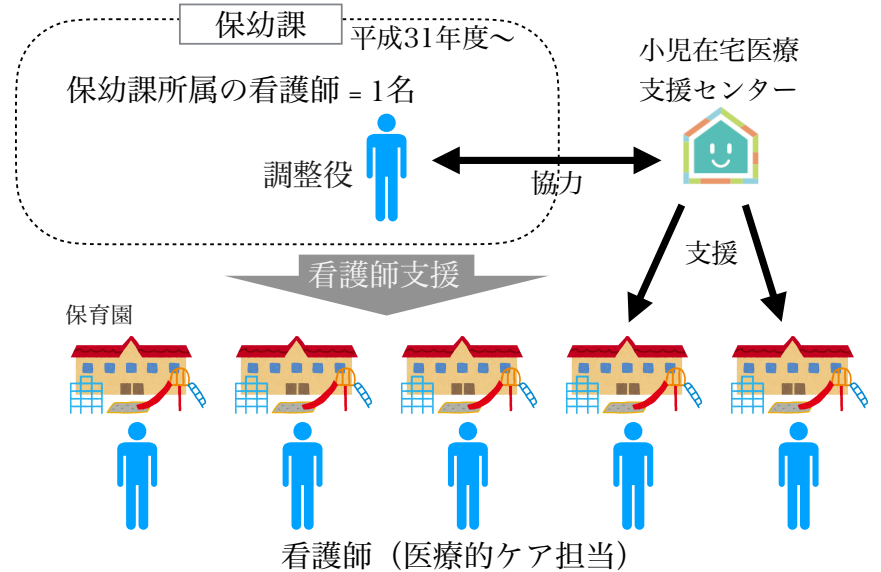 保幼課
平成31年度～
保幼課所属の看護師 = 1名
調整役
協力
小児在宅医療
支援センター
支援
看護師支援
保育園
看護師（医療的ケア担当）